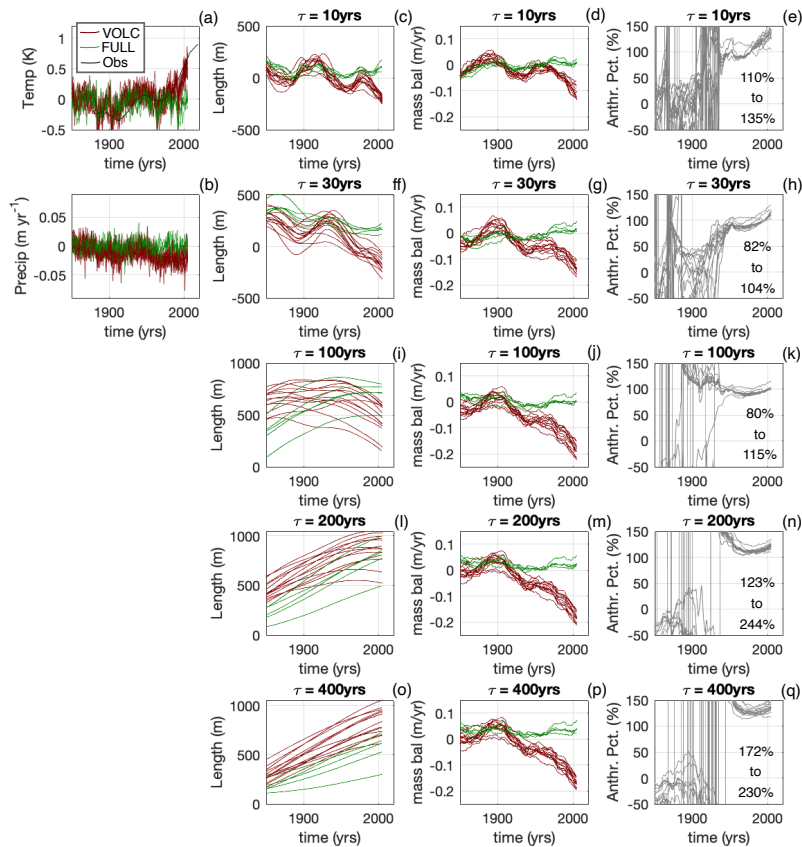 (a)
VOLC
FULL
Obs
Temp (K)
1
0.5
0
-0.5
1900 2000
time (yrs)
τ = 10yrs (c)
Length (m)
500
0
-500
1900 2000
time (yrs)
τ = 10yrs (d)
mass bal (m/yr)
0.1
0
-0.1
-0.2
1900 2000
time (yrs)
(e)
Anthr. Pct. (%)
150
100
50
0
-50
110%
to
135%
1900 2000
time (yrs)
(b)
Precip (m yr⁻¹)
0.05
0
-0.05
1900 2000
time (yrs)
τ = 30yrs ff)
Length (m)
500
0
-500
1900 2000
time (yrs)
τ = 30yrs (g)
mass bal (m/yr)
0.1
0
-0.1
-0.2
1900 2000
time (yrs)
τ = 30yrs (h)
Anthr. Pct. (%)
150
100
50
0
-50
82%
to
104%
1900 2000
time (yrs)
τ = 100yrs (i)
Length (m)
1000
500
0
1900 2000
time (yrs)
τ = 100yrs (j)
mass bal (m/yr)
0.1
0
-0.1
-0.2
1900 2000
time (yrs)
τ = 100yrs (k)
Anthr. Pct. (%)
150
100
50
0
-50
80%
to
115%
1900 2000
time (yrs)
τ = 200yrs (l)
Length (m)
1000
500
0
1900 2000
time (yrs)
τ = 200yrs (m)
mass bal (m/yr)
0.1
0
-0.1
-0.2
1900 2000
time (yrs)
τ = 200yrs (n)
Anthr. Pct. (%)
150
100
50
0
-50
123%
to
244%
1900 2000
time (yrs)
τ = 400yrs (o)
Length (m)
1000
500
0
1900 2000
time (yrs)
τ = 400yrs (p)
mass bal (m/yr)
0.1
0
-0.1
-0.2
1900 2000
time (yrs)
τ = 400yrs (q)
Anthr. Pct. (%)
150
100
50
0
-50
172%
to
230%
1900 2000
time (yrs)